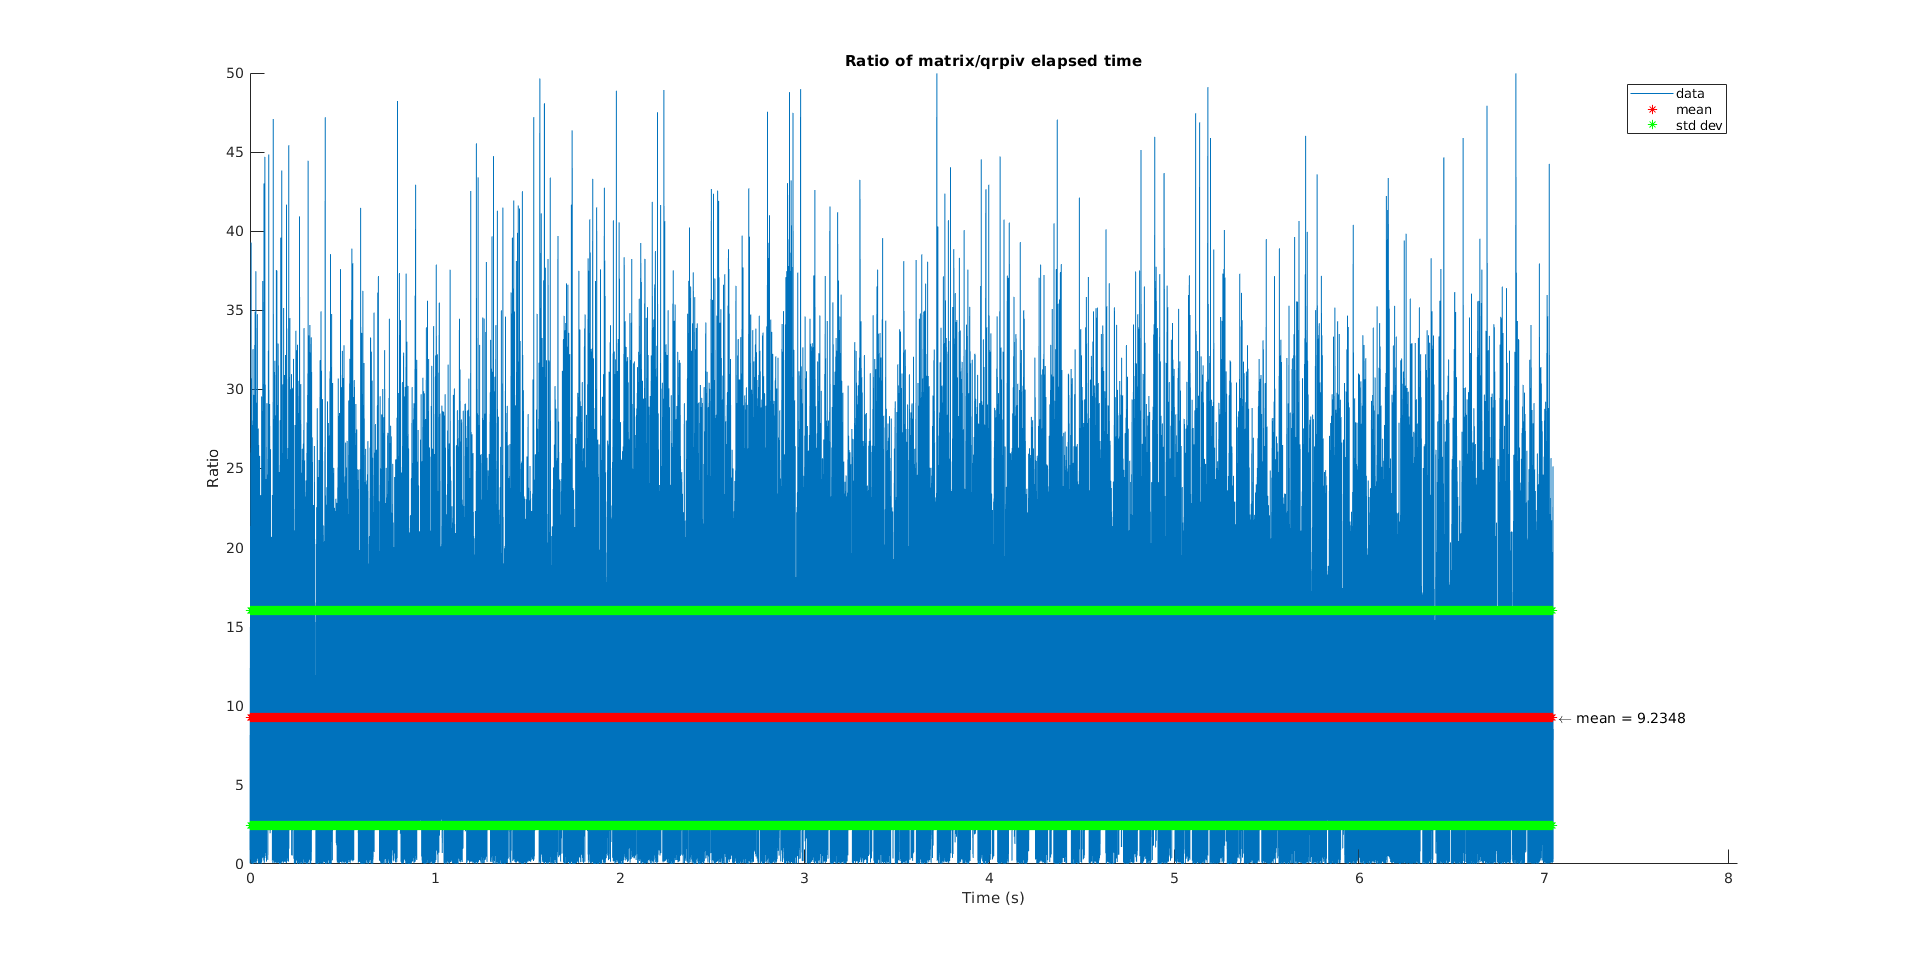 Ratio of matrix/qrpiv elapsed time
data
mean
std dev
50
45
40
35
30
25
20
15
10
5
0
Ratio
← mean = 9.2348
0 1 2 3 4 5 6 7 8
Time (s)